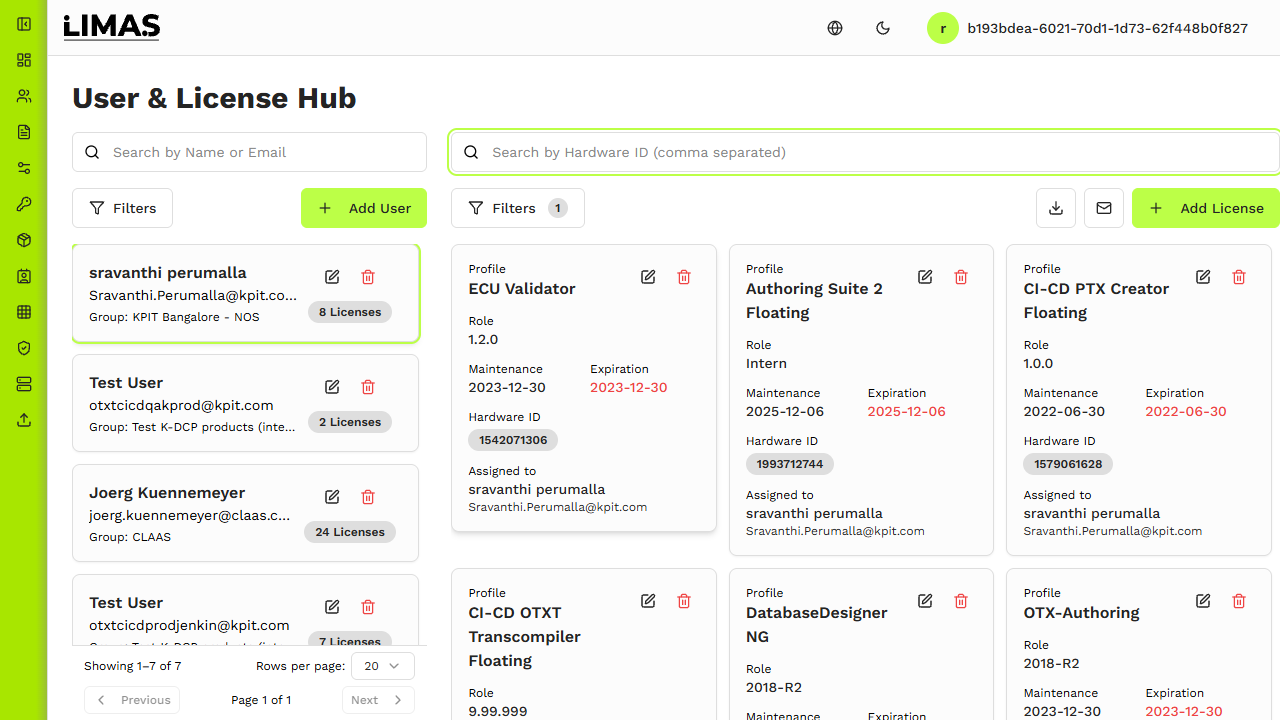 LIMAS
r
b193bdea-6021-70d1-1d73-62f448b0f827
User & License Hub
Search by Name or Email
Filters
Add User
sravanthi perumalla
Sravanthi.Perumalla@kpit.co...
Group: KPIT Bangalore - NOS
8 Licenses
Test User
otxtcicdqakprod@kpit.com
Group: Test K-DCP products (inte...
2 Licenses
Joerg Kuennemeyer
joerg.kuennemeyer@claas.c...
Group: CLAAS
24 Licenses
Test User
otxtcicdprodjenkin@kpit.com
Group: Test K-DCP products (inte...
7 Licenses
Showing 1–7 of 7
Rows per page:
20
Previous
Page 1 of 1
Next
Search by Hardware ID (comma separated)
Filters
1
Add License
Profile
ECU Validator
Role
1.2.0
Maintenance
2023-12-30
Expiration
2023-12-30
Hardware ID
1542071306
Assigned to
sravanthi perumalla
Sravanthi.Perumalla@kpit.com
Profile
Authoring Suite 2
Floating
Role
Intern
Maintenance
2025-12-06
Expiration
2025-12-06
Hardware ID
1993712744
Assigned to
sravanthi perumalla
Sravanthi.Perumalla@kpit.com
Profile
CI-CD PTX Creator
Floating
Role
1.0.0
Maintenance
2022-06-30
Expiration
2022-06-30
Hardware ID
1579061628
Assigned to
sravanthi perumalla
Sravanthi.Perumalla@kpit.com
Profile
CI-CD OTXT
Transcompiler
Floating
Role
9.99.999
Profile
DatabaseDesigner
NG
Role
2018-R2
Maintenance
Expiration
Profile
OTX-Authoring
Role
2018-R2
Maintenance
2023-12-30
Expiration
2023-12-30